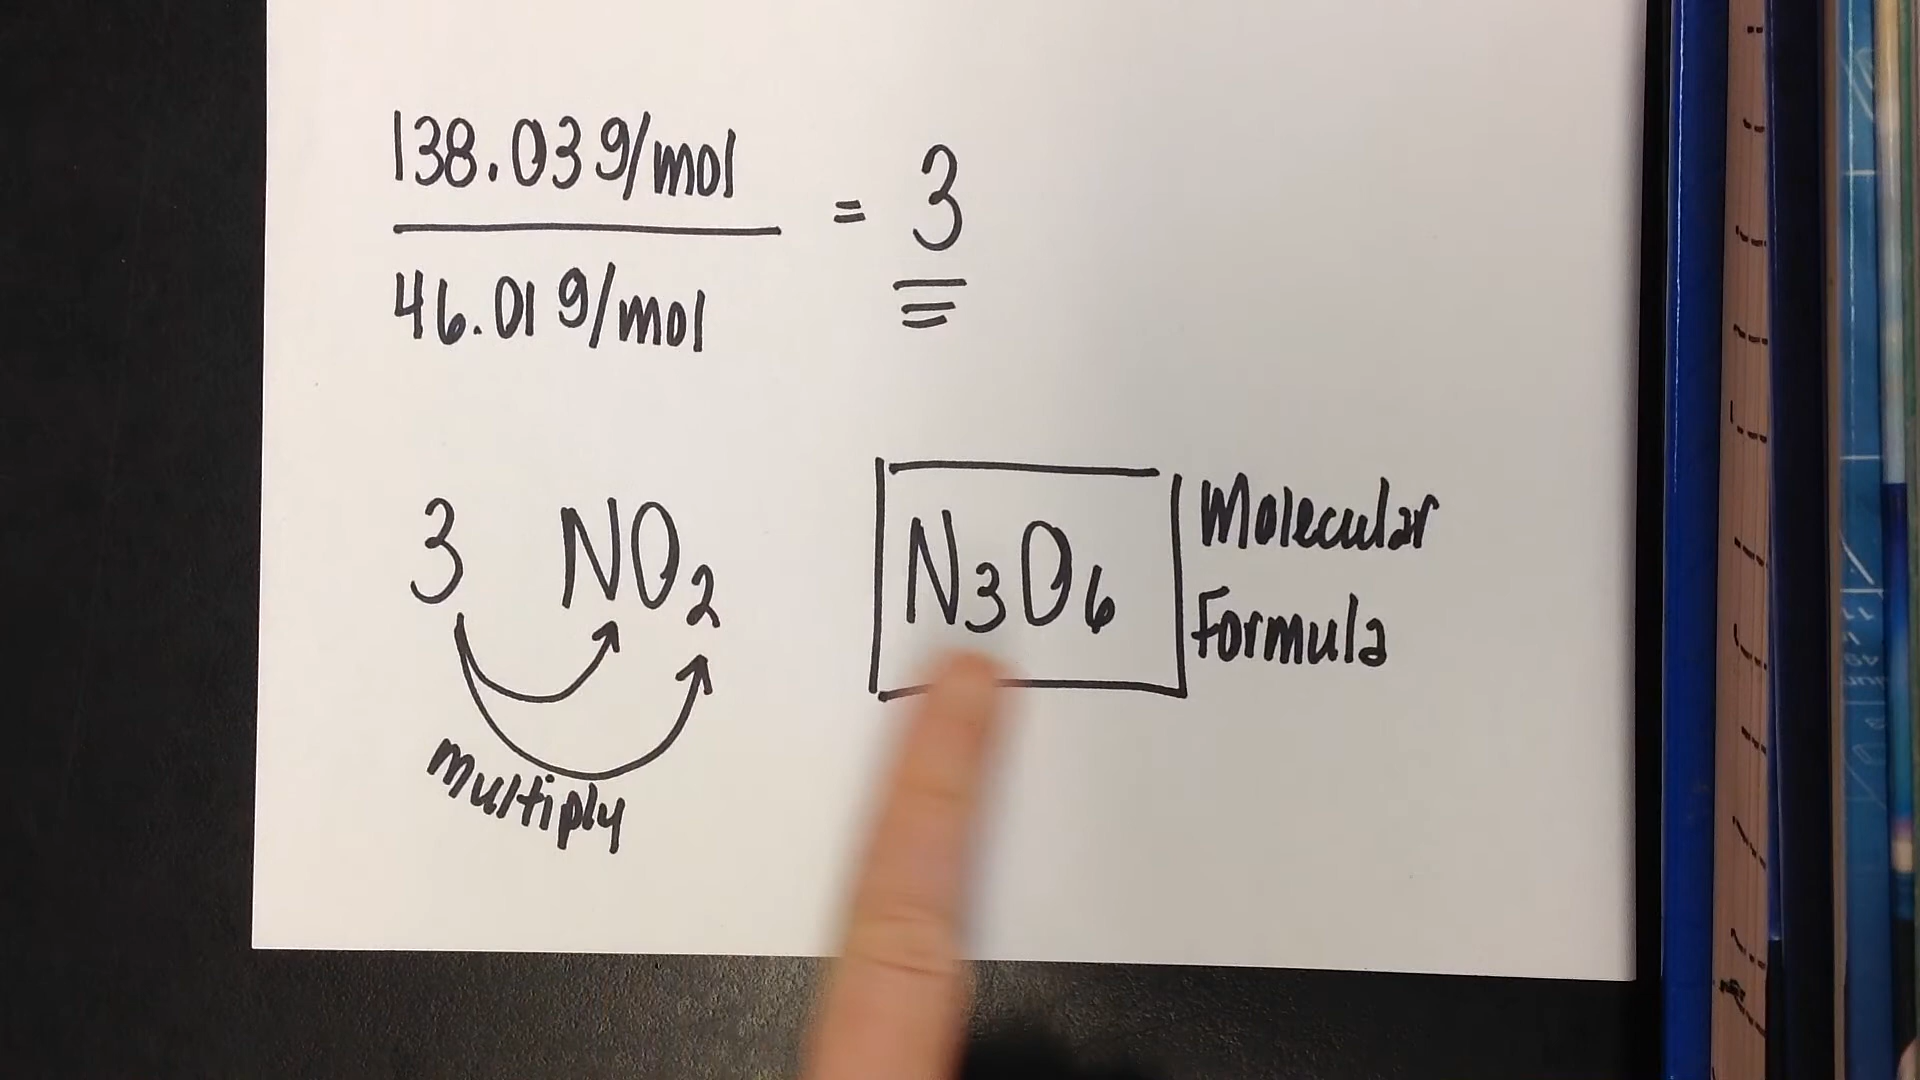 138.03 g/mol
46.01 g/mol
= 3
3 NO₂
multiply
N₃O₆
Molecular
Formula